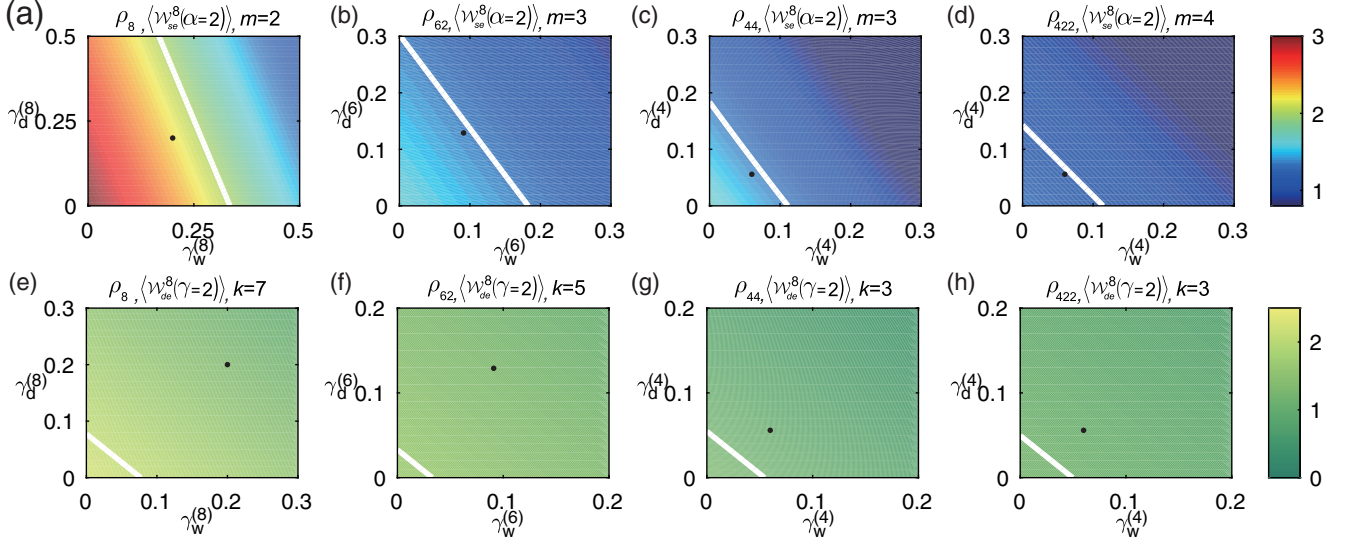 (a) ρ8 ,⟨𝒲se8(α=2)⟩, m=2
(b) ρ62,⟨𝒲se8(α=2)⟩, m=3
(c) ρ44,⟨𝒲se8(α=2)⟩, m=3
(d) ρ422,⟨𝒲se8(α=2)⟩, m=4
0.5
γd(8)
0.25
0
0 0.25 0.5
γw(8)
0.3
γd(6)
0.2
0.1
0
0 0.1 0.2 0.3
γw(6)
0.3
0.2
γd(4)
0.1
0
0 0.1 0.2 0.3
γw(4)
0.3
0.2
γd(4)
0.1
0
0 0.1 0.2 0.3
γw(4)
3
2
1
(e) ρ8 ,⟨𝒲de8(γ=2)⟩, k=7
(f) ρ62,⟨𝒲de8(γ=2)⟩, k=5
(g) ρ44,⟨𝒲de8(γ=2)⟩, k=3
(h) ρ422,⟨𝒲de8(γ=2)⟩, k=3
0.3
0.2
γd(8)
0.1
0
0 0.1 0.2 0.3
γw(8)
0.2
γd(6)
0.1
0
0 0.1 0.2
γw(6)
0.2
γd(4)
0.1
0
0 0.1 0.2
γw(4)
0.2
γd(4)
0.1
0
0 0.1 0.2
γw(4)
2
1
0